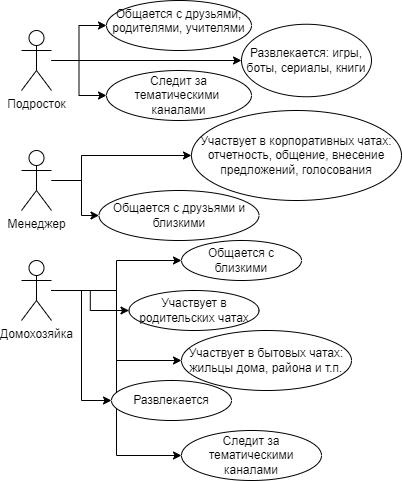 Общается с друзьями,
родителями, учителями
Развлекается: игры,
боты, сериалы, книги
Следит за
тематическими
каналами
Подросток
Участвует в корпоративных чатах:
отчетность, общение, внесение
предложений, голосования
Менеджер
Общается с друзьями и
близкими
Общается с
близкими
Участвует в
родительских чатах
Домохозяйка
Участвует в бытовых чатах:
жильцы дома, района и т.п.
Развлекается
Следит за
тематическими
каналами